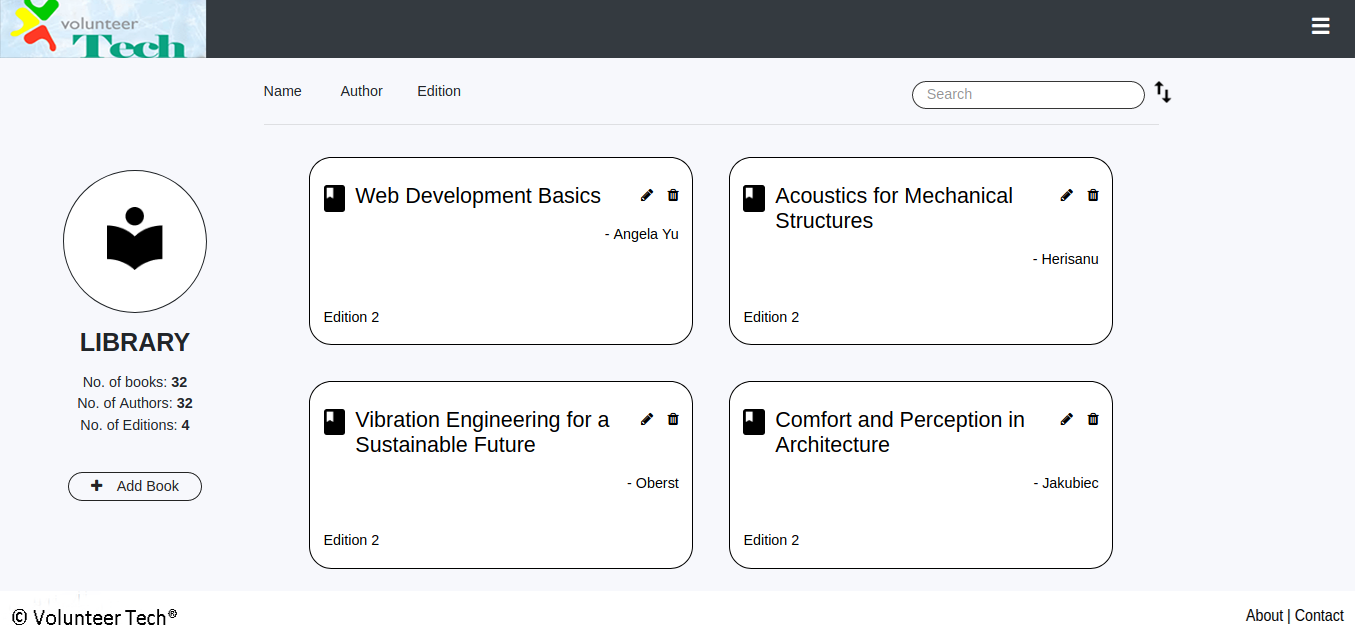 volunteer
Tech
Name Author Edition Search
Web Development Basics
- Angela Yu
Edition 2
Acoustics for Mechanical
Structures
- Herisanu
Edition 2
LIBRARY
No. of books: 32
No. of Authors: 32
No. of Editions: 4
+ Add Book
Vibration Engineering for a
Sustainable Future
- Oberst
Edition 2
Comfort and Perception in
Architecture
- Jakubiec
Edition 2
© Volunteer Tech®
About | Contact